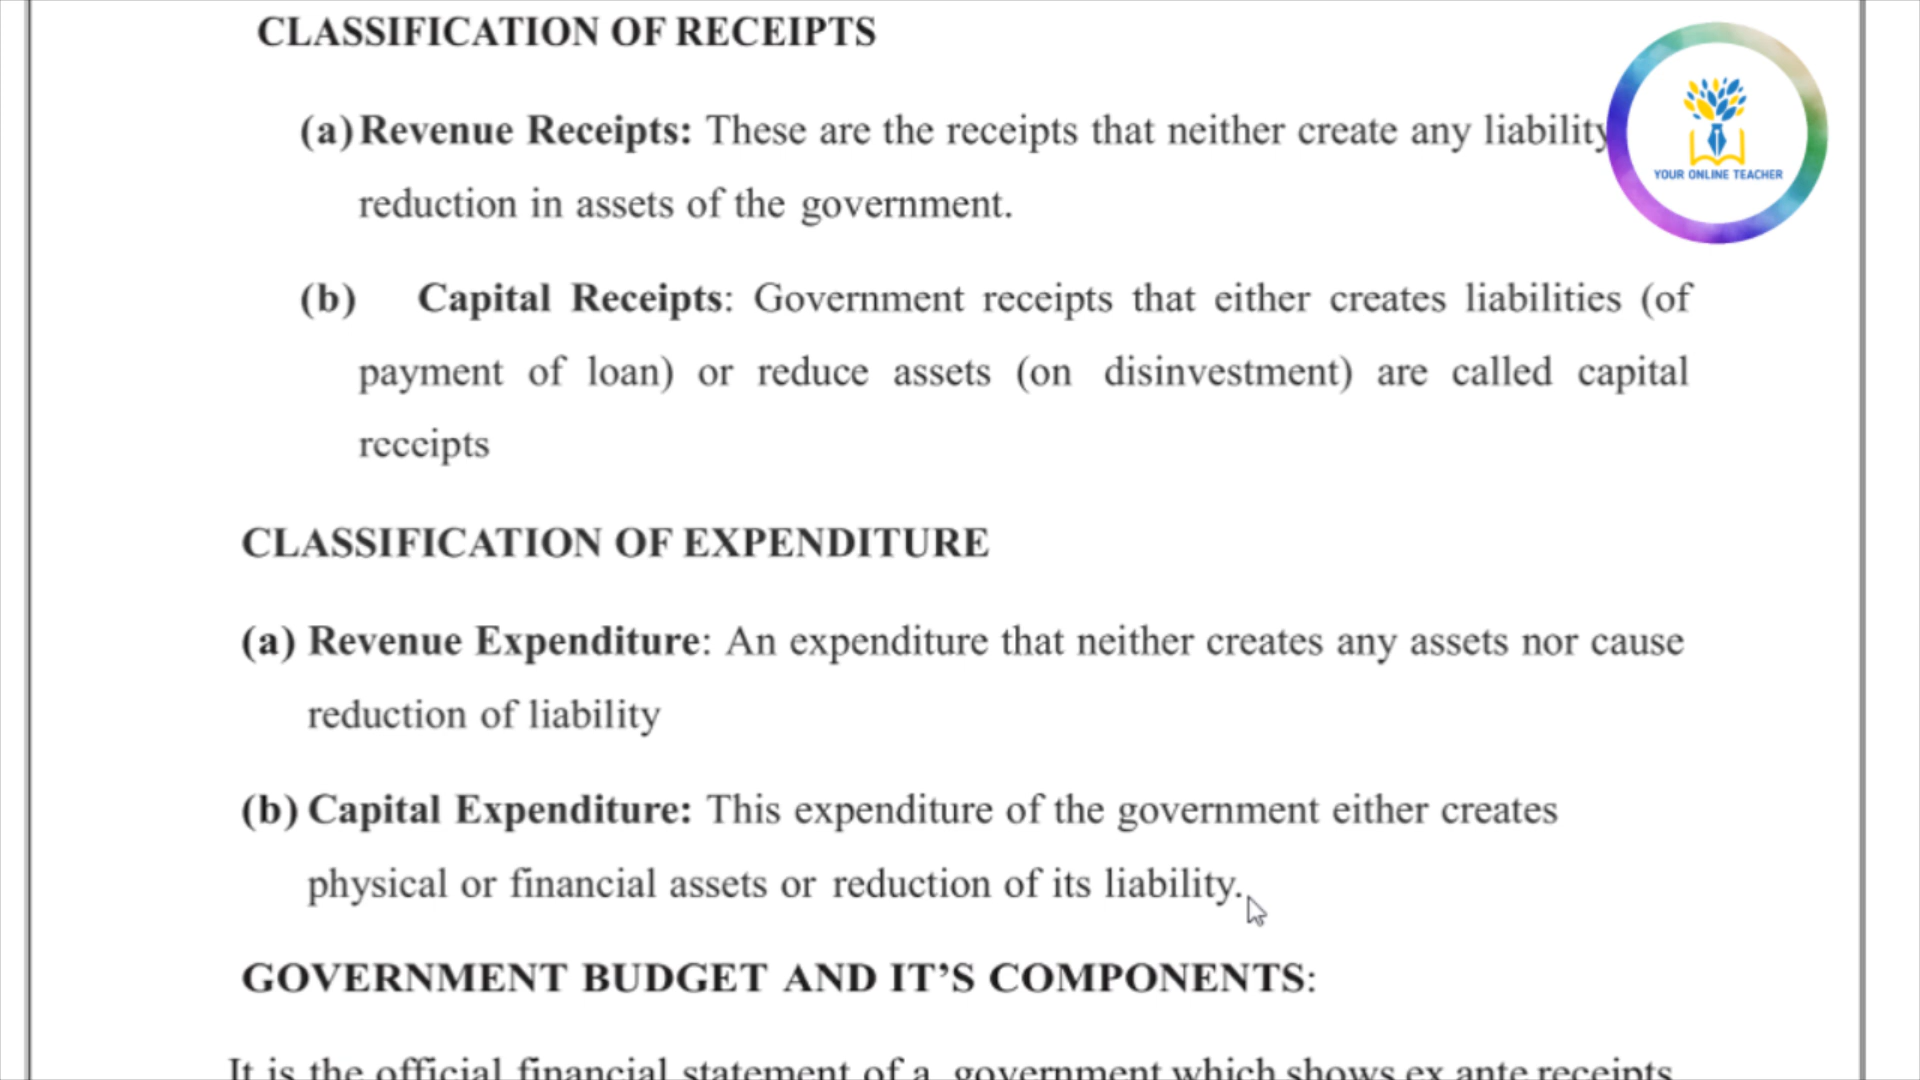 CLASSIFICATION OF RECEIPTS
(a) Revenue Receipts: These are the receipts that neither create any liability
YOUR ONLINE TEACHER
reduction in assets of the government.
(b) Capital Receipts: Government receipts that either creates liabilities (of
payment of loan) or reduce assets (on disinvestment) are called capital
receipts
CLASSIFICATION OF EXPENDITURE
(a) Revenue Expenditure: An expenditure that neither creates any assets nor cause
reduction of liability
(b) Capital Expenditure: This expenditure of the government either creates
physical or financial assets or reduction of its liability.
GOVERNMENT BUDGET AND IT’S COMPONENTS:
It is the official financial statement of a government which shows ex ante receipts